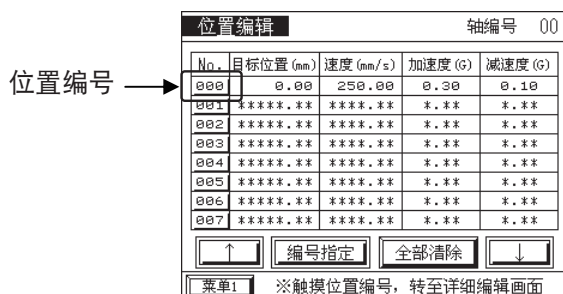 位置编辑 轴编号 00
No. 目标位置(mm) 速度(mm/s) 加速度(G) 减速度(G)
位置编号
000 0.00 250.00 0.30 0.10
001 *****.** ****.** *.** *.**
002 *****.** ****.** *.** *.**
003 *****.** ****.** *.** *.**
004 *****.** ****.** *.** *.**
005 *****.** ****.** *.** *.**
006 *****.** ****.** *.** *.**
007 *****.** ****.** *.** *.**
↑ 编号指定 全部清除 ↓
菜单1 ※触摸位置编号，转至详细编辑画面